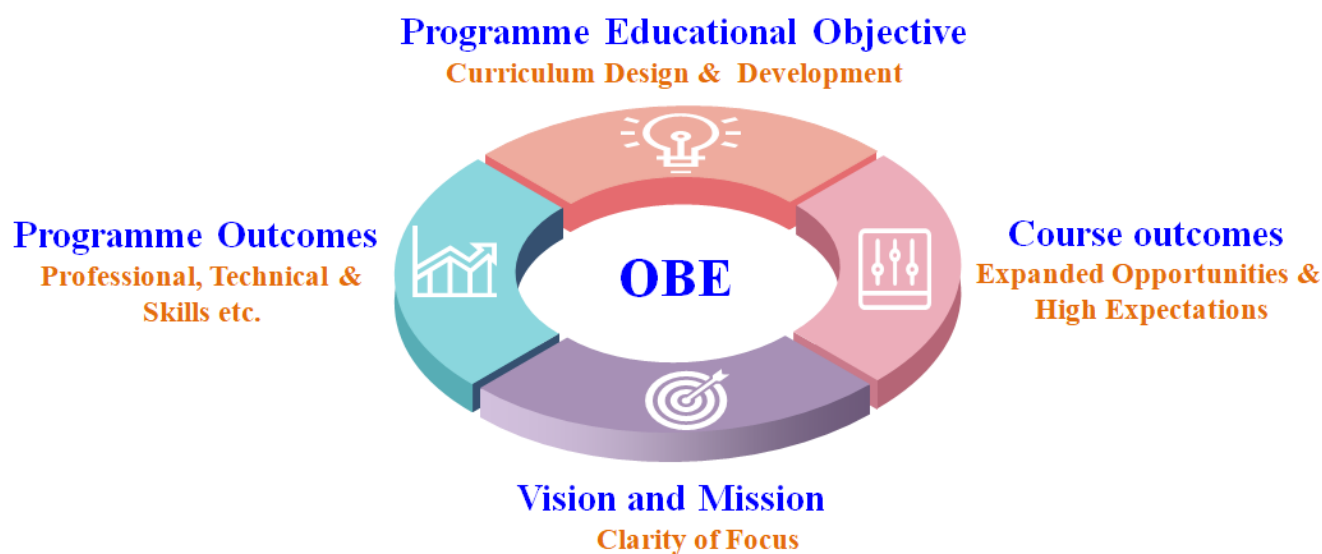 Programme Educational Objective
Curriculum Design & Development
Programme Outcomes
Professional, Technical &
Skills etc.
OBE
Course outcomes
Expanded Opportunities &
High Expectations
Vision and Mission
Clarity of Focus